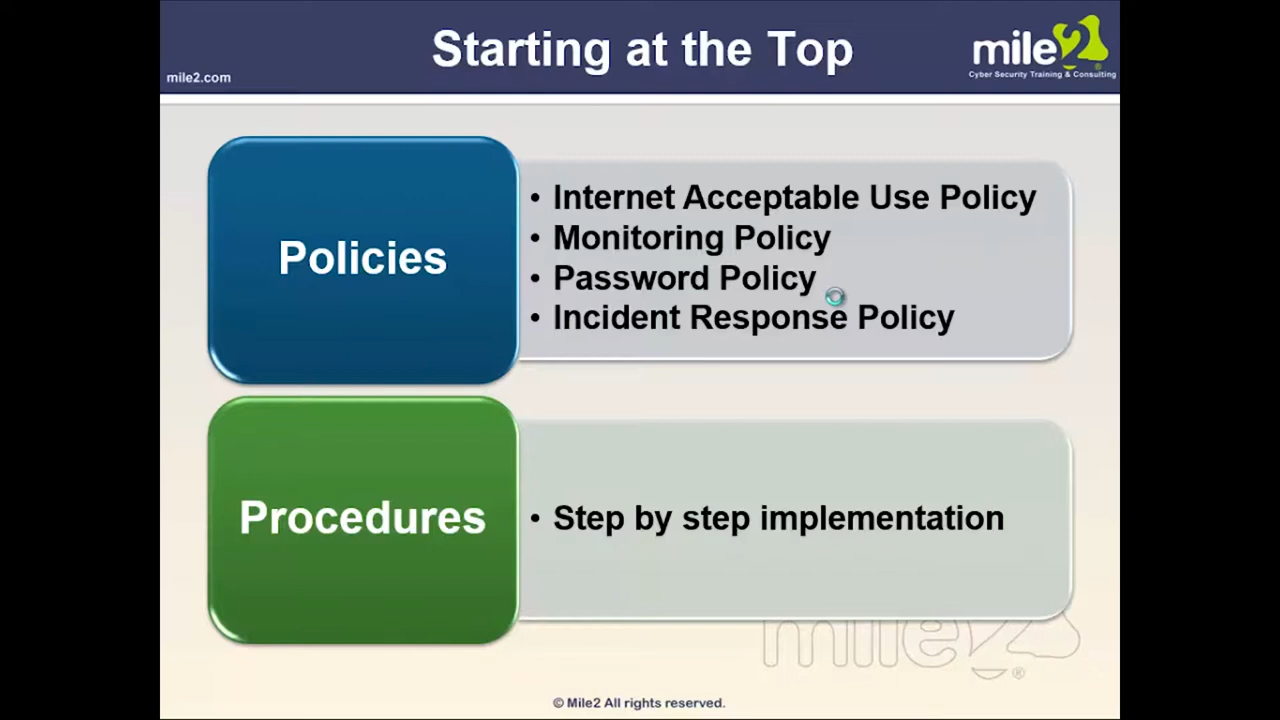 Starting at the Top
mile2
Cyber Security Training & Consulting
mile2.com
Policies
• Internet Acceptable Use Policy
• Monitoring Policy
• Password Policy
• Incident Response Policy
Procedures
• Step by step implementation
mile2®
© Mile2 All rights reserved.